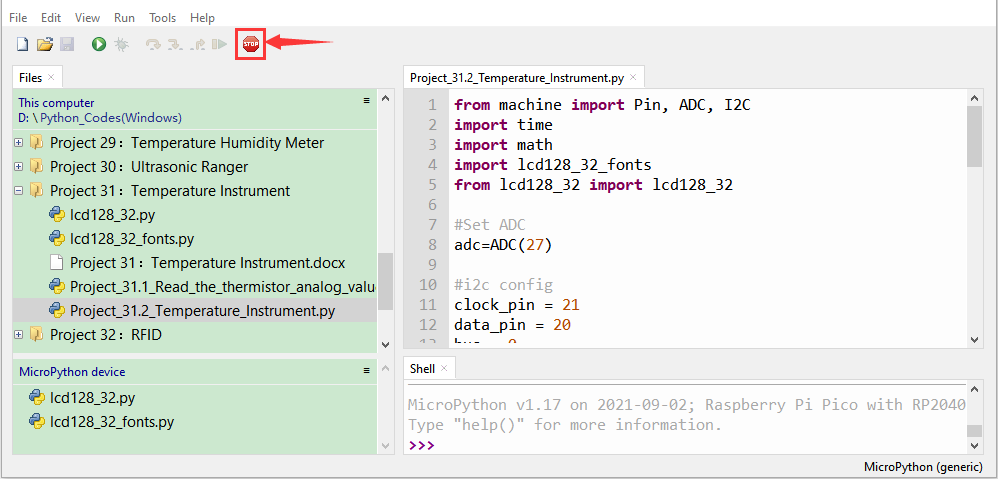 File Edit View Run Tools Help
STOP
Files
This computer
D: \ Python_Codes(Windows)
Project 29：Temperature Humidity Meter
Project 30：Ultrasonic Ranger
Project 31：Temperature Instrument
lcd128_32.py
lcd128_32_fonts.py
Project 31：Temperature Instrument.docx
Project_31.1_Read_the_thermistor_analog_valu
Project_31.2_Temperature_Instrument.py
Project 32：RFID
MicroPython device
lcd128_32.py
lcd128_32_fonts.py
Project_31.2_Temperature_Instrument.py
1 from machine import Pin, ADC, I2C
2 import time
3 import math
4 import lcd128_32_fonts
5 from lcd128_32 import lcd128_32
6
7 #Set ADC
8 adc=ADC(27)
9
10 #i2c config
11 clock_pin = 21
12 data_pin = 20
Shell
MicroPython v1.17 on 2021-09-02; Raspberry Pi Pico with RP2040
Type "help()" for more information.
>>>
MicroPython (generic)